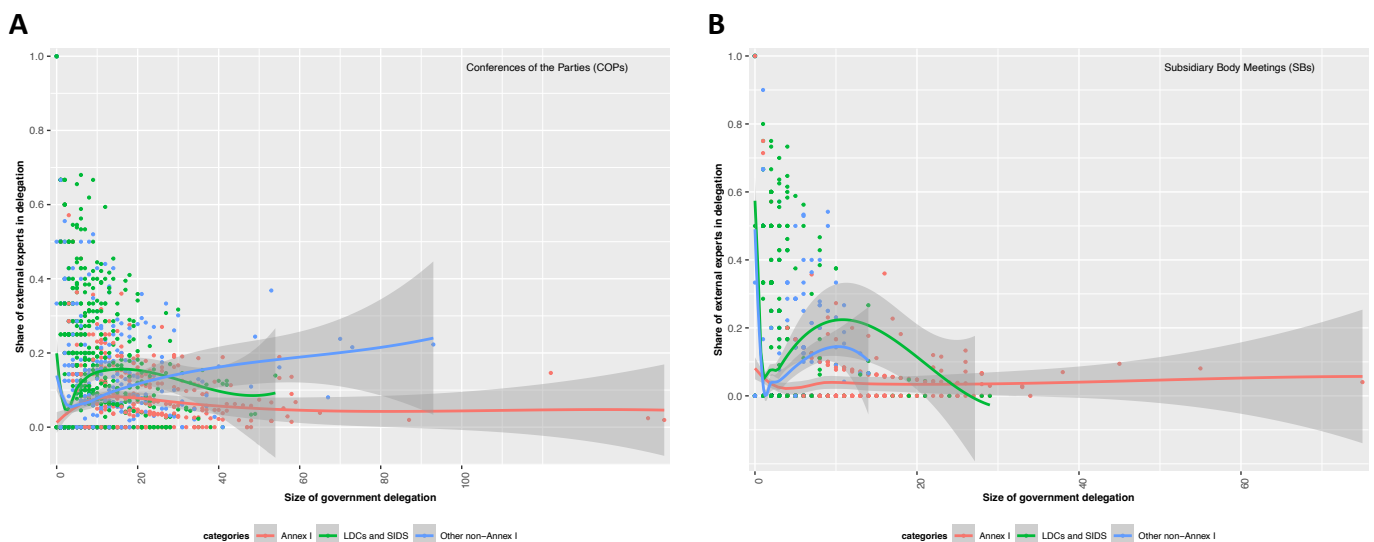 A
Conferences of the Parties (COPs)
Share of external experts in delegation
1.0
0.8
0.6
0.4
0.2
0.0
0
20
40
60
80
100
Size of government delegation
categories Annex I LDCs and SIDS Other non−Annex I
B
Subsidiary Body Meetings (SBs)
Share of external experts in delegation
1.0
0.8
0.6
0.4
0.2
0.0
0
20
40
60
Size of government delegation
categories Annex I LDCs and SIDS Other non−Annex I